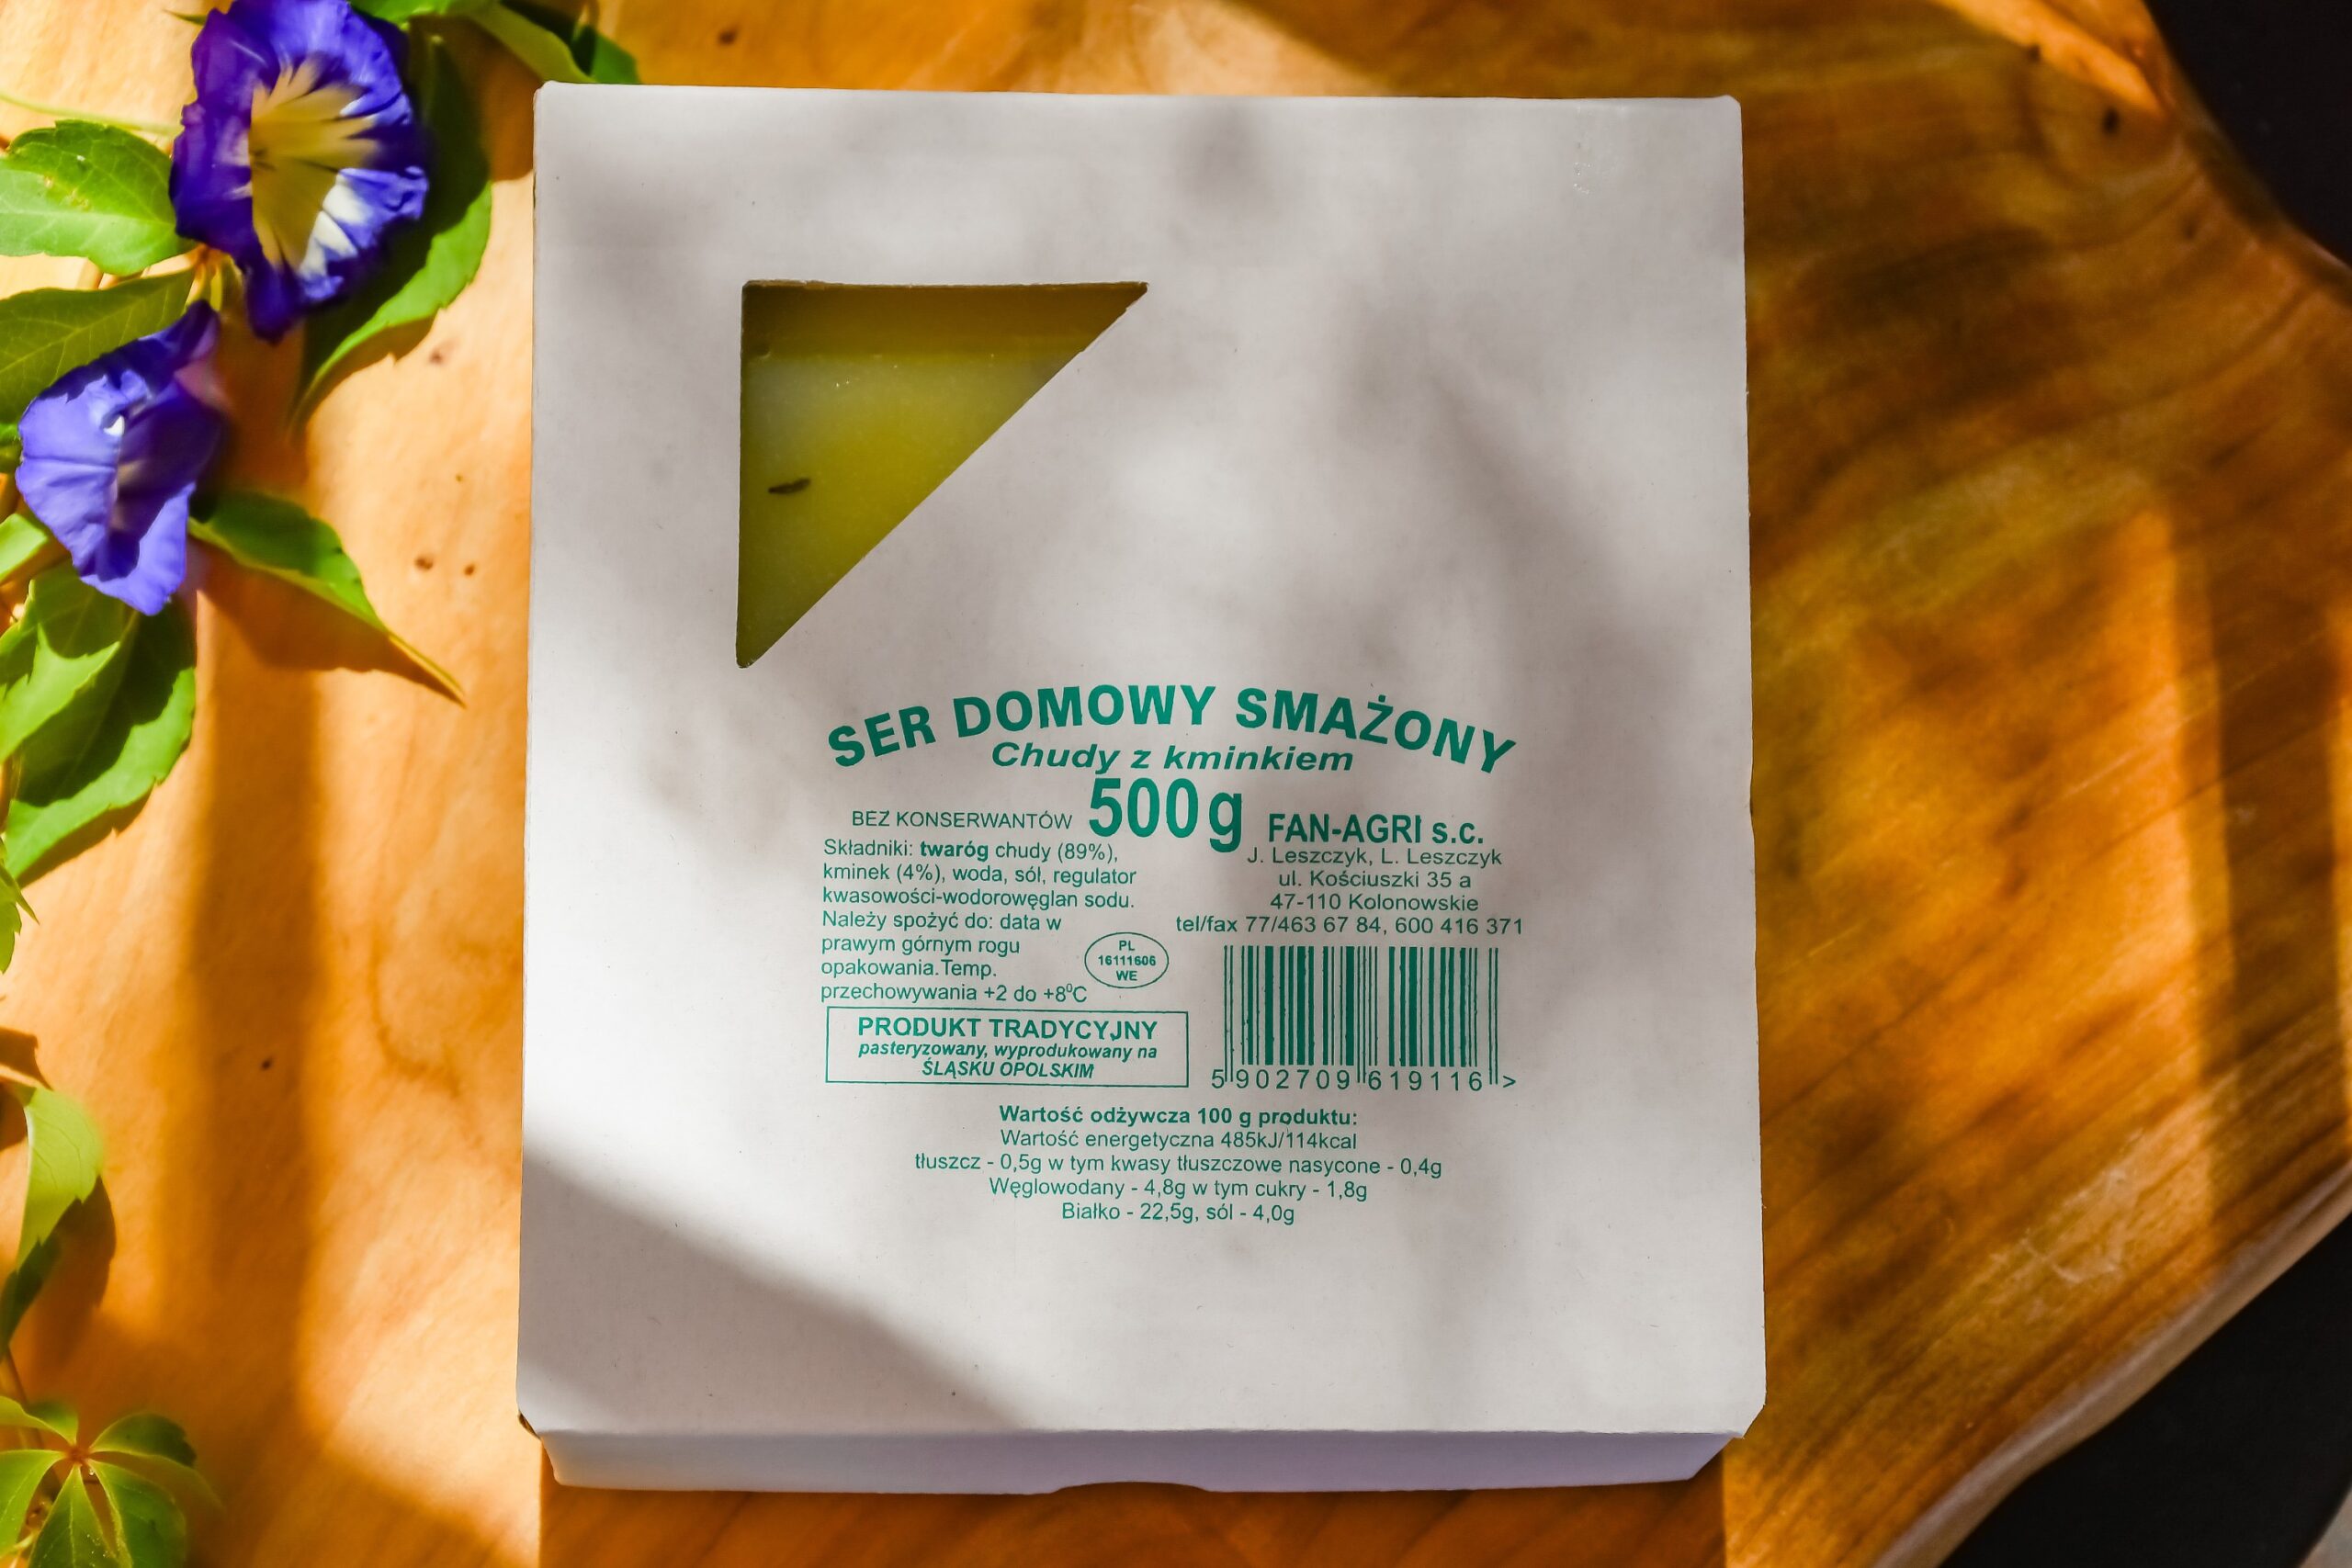 SER DOMOWY SMAŻONY
Chudy z kminkiem
500g
BEZ KONSERWANTÓW
Składniki: twaróg chudy (89%),
kminek (4%), woda, sól, regulator
kwasowości-wodorowęglan sodu.
Należy spożyć do: data w
prawym górnym rogu
opakowania.Temp.
przechowywania +2 do +8⁰C
PL
16111606
WE
FAN-AGRI s.c.
J. Leszczyk, L. Leszczyk
ul. Kościuszki 35 a
47-110 Kolonowskie
tel/fax 77/463 67 84, 600 416 371
PRODUKT TRADYCYJNY
pasteryzowany, wyprodukowany na
ŚLĄSKU OPOLSKIM
5 902709 619116 >
Wartość odżywcza 100 g produktu:
Wartość energetyczna 485kJ/114kcal
tłuszcz - 0,5g w tym kwasy tłuszczowe nasycone - 0,4g
Węglowodany - 4,8g w tym cukry - 1,8g
Białko - 22,5g, sól - 4,0g